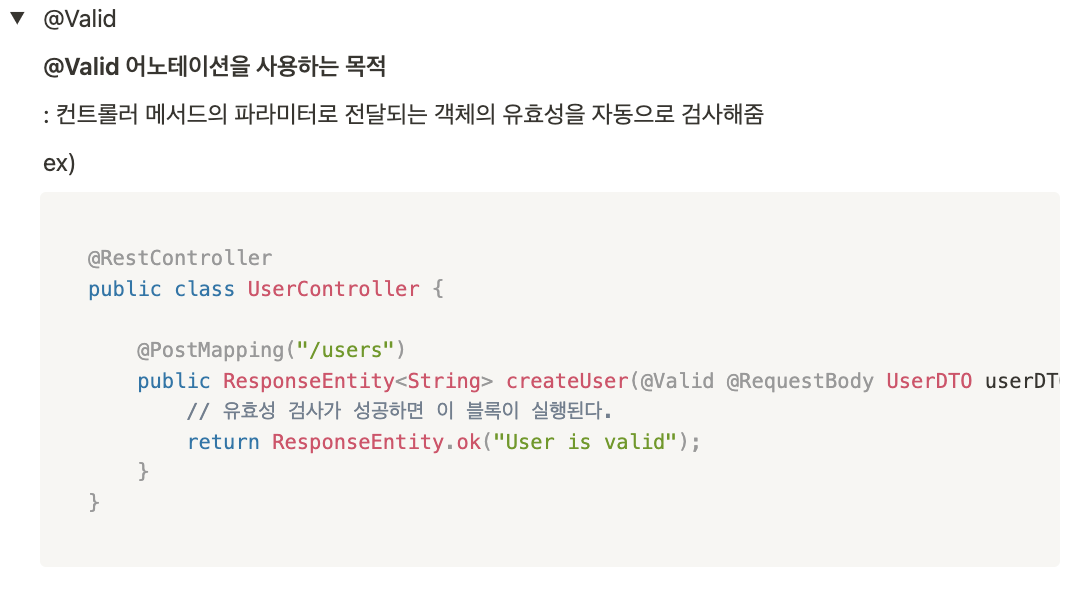 @Valid
@Valid 어노테이션을 사용하는 목적
: 컨트롤러 메서드의 파라미터로 전달되는 객체의 유효성을 자동으로 검사해줌
ex)
@RestController
public class UserController {
@PostMapping("/users")
public ResponseEntity<String> createUser(@Valid @RequestBody UserDTO userDT
// 유효성 검사가 성공하면 이 블록이 실행된다.
return ResponseEntity.ok("User is valid");
}
}